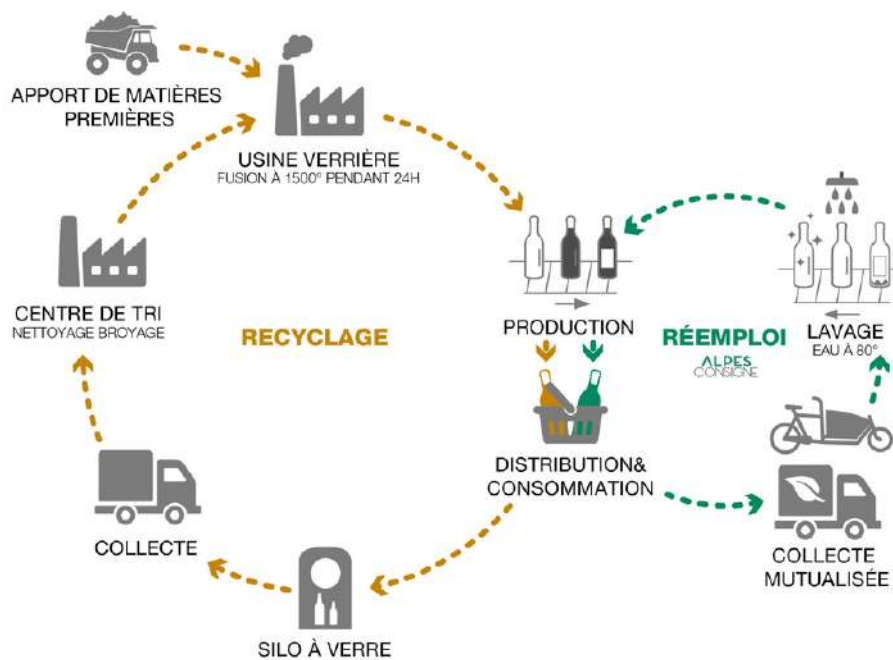 APPORT DE MATIÈRES
PREMIÈRES
USINE VERRIÈRE
FUSION À 1500° PENDANT 24H
CENTRE DE TRI
NETTOYAGE BROYAGE
RECYCLAGE
PRODUCTION
RÉEMPLOI
ALPES
CONSIGNE
LAVAGE
EAU À 80°
DISTRIBUTION&
CONSOMMATION
COLLECTE
COLLECTE
MUTUALISÉE
SILO À VERRE